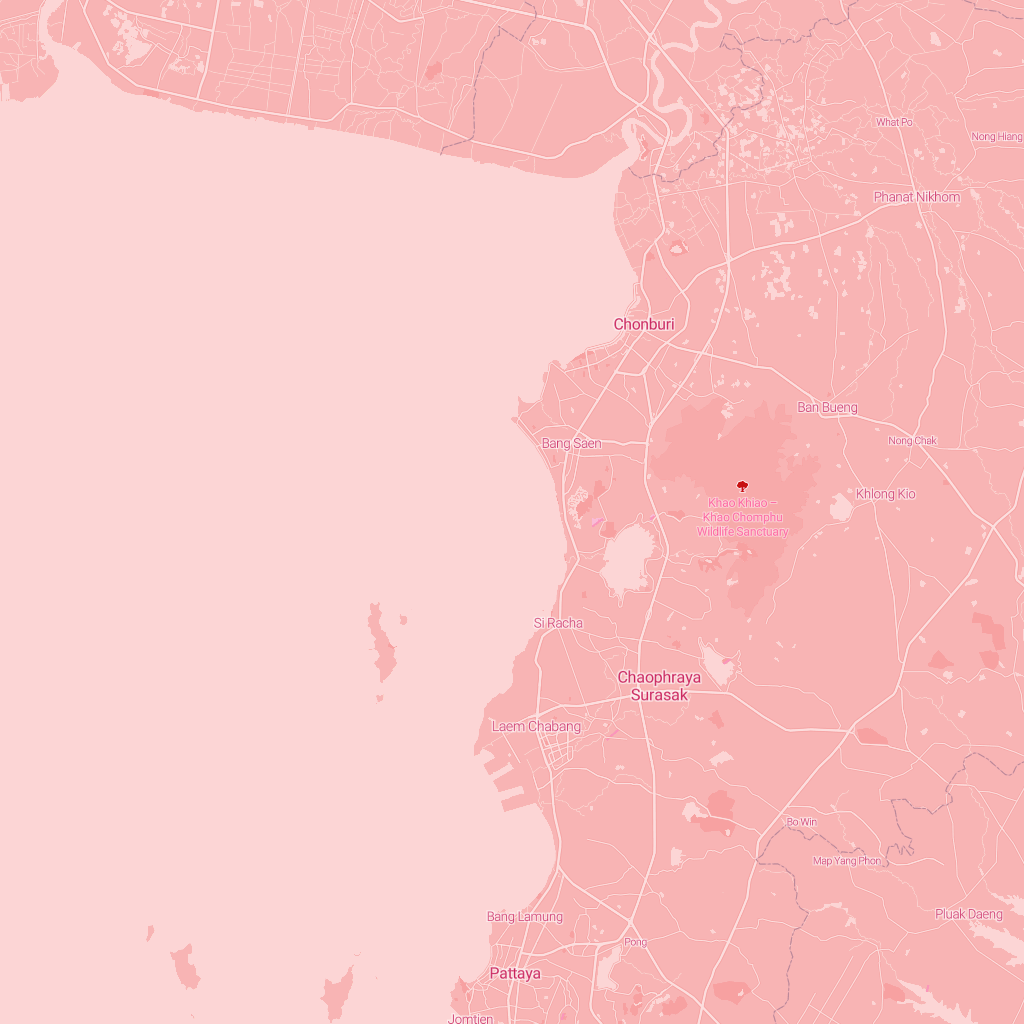 What Po
Nong Hiang
Phanat Nikhom
Chonburi
Ban Bueng
Bang Saen
Nong Chak
Khlong Kio
Khao Khiao –
Khao Chomphu
Wildlife Sanctuary
Si Racha
Chaophraya
Surasak
Laem Chabang
Bo Win
Map Yang Phon
Bang Lamung
Pluak Daeng
Pong
Pattaya
Jomtien